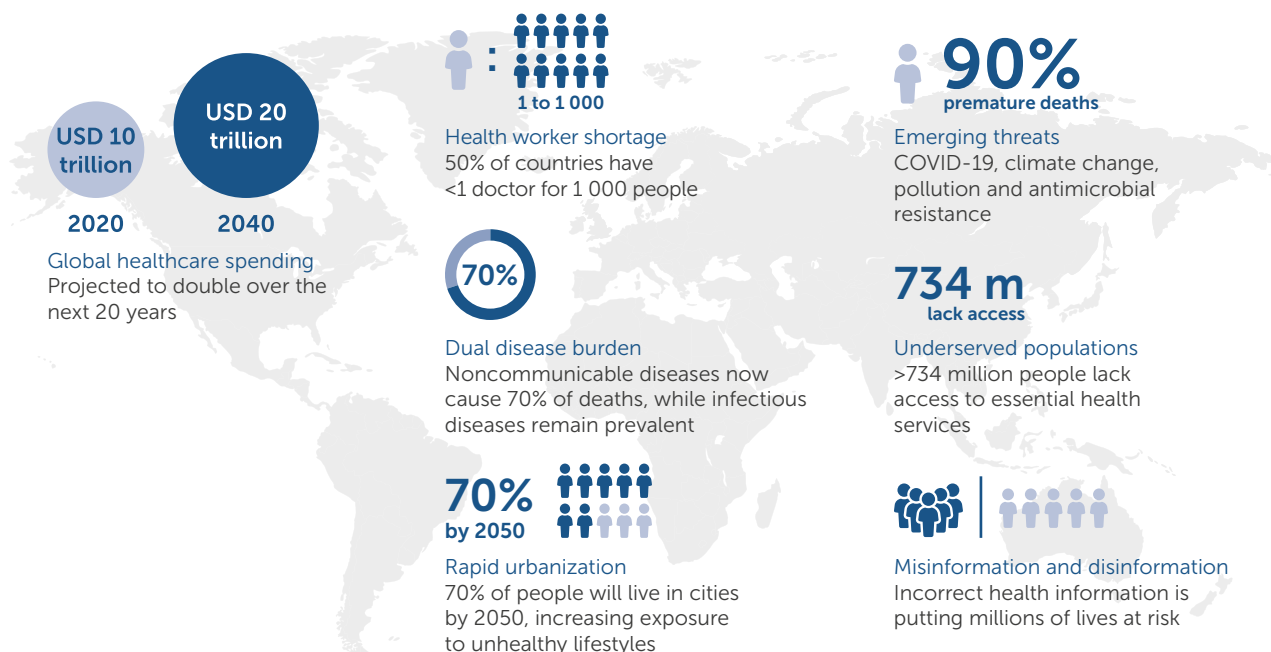 USD 10
trillion
2020
USD 20
trillion
2040
Global healthcare spending
Projected to double over the
next 20 years
:
1 to 1 000
Health worker shortage
50% of countries have
<1 doctor for 1 000 people
70%
Dual disease burden
Noncommunicable diseases now
cause 70% of deaths, while infectious
diseases remain prevalent
70%
by 2050
Rapid urbanization
70% of people will live in cities
by 2050, increasing exposure
to unhealthy lifestyles
90%
premature deaths
Emerging threats
COVID-19, climate change,
pollution and antimicrobial
resistance
734 m
lack access
Underserved populations
>734 million people lack
access to essential health
services
Misinformation and disinformation
Incorrect health information is
putting millions of lives at risk